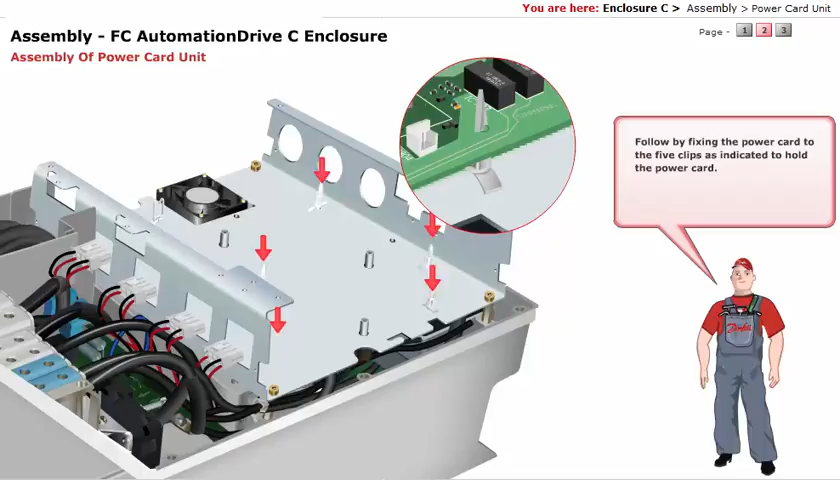 You are here: Enclosure C > Assembly > Power Card Unit
Assembly - FC AutomationDrive C Enclosure
Page - 1 2 3
Assembly Of Power Card Unit
Follow by fixing the power card to
the five clips as indicated to hold
the power card.
Danfoss